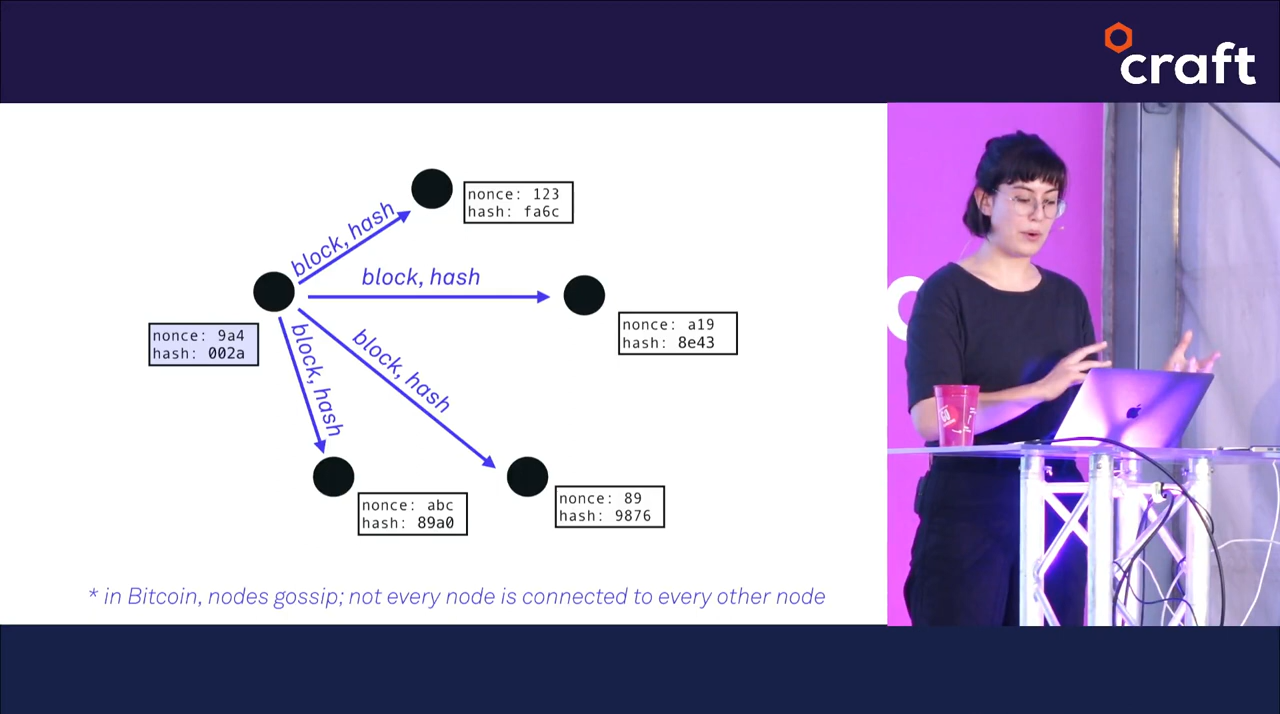 craft
nonce: 123
hash: fa6c
block, hash
block, hash
nonce: 9a4
hash: 002a
nonce: a19
hash: 8e43
block, hash
block, hash
nonce: abc
hash: 89a0
nonce: 89
hash: 9876
* in Bitcoin, nodes gossip; not every node is connected to every other node